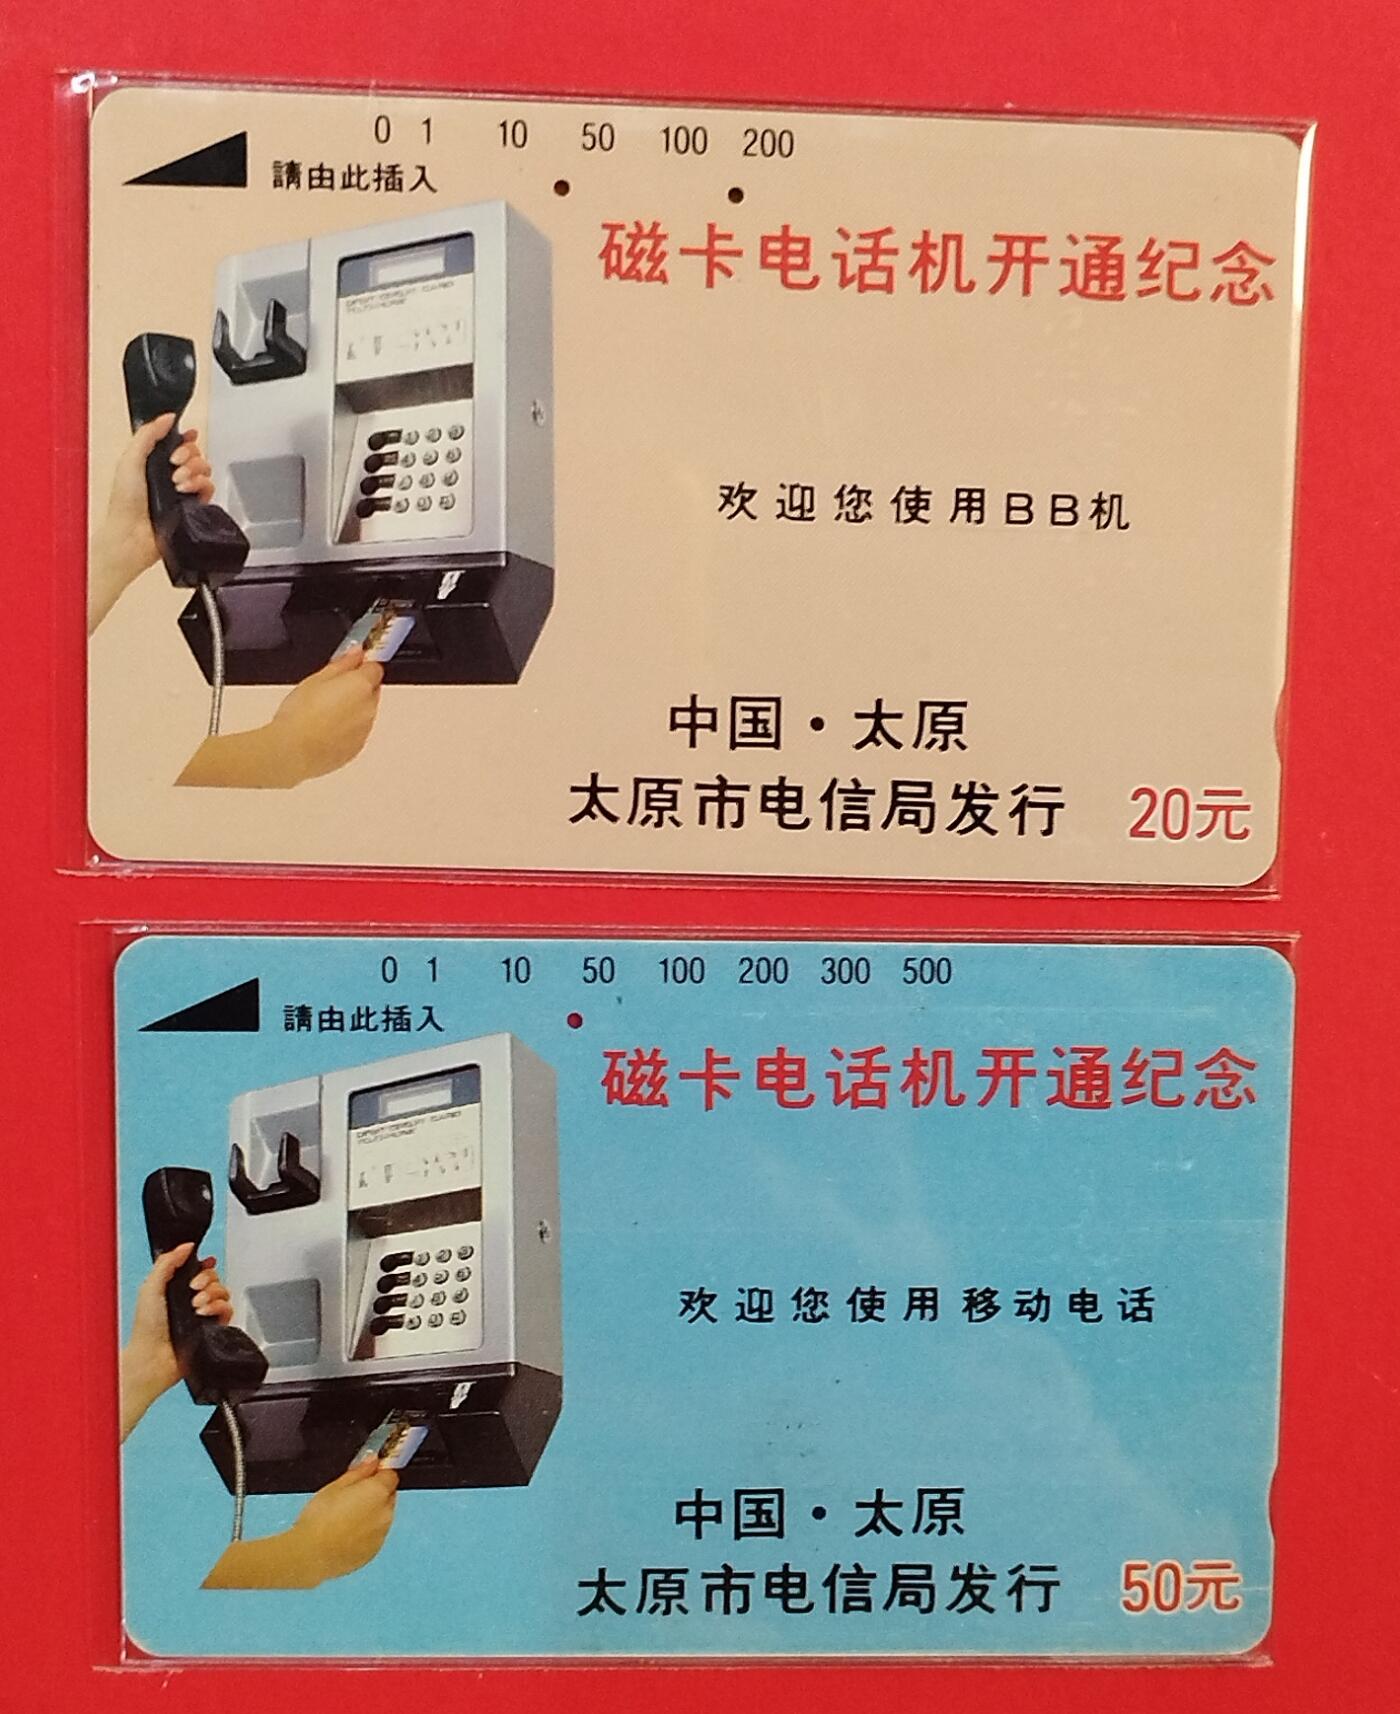 0 1 10 50 100 200
請由此插入
磁卡电话机开通纪念
欢迎您使用BB机
中国·太原
太原市电信局发行 20元
0 1 10 50 100 200 300 500
請由此插入
磁卡电话机开通纪念
欢迎您使用移动电话
中国·太原
太原市电信局发行 50元